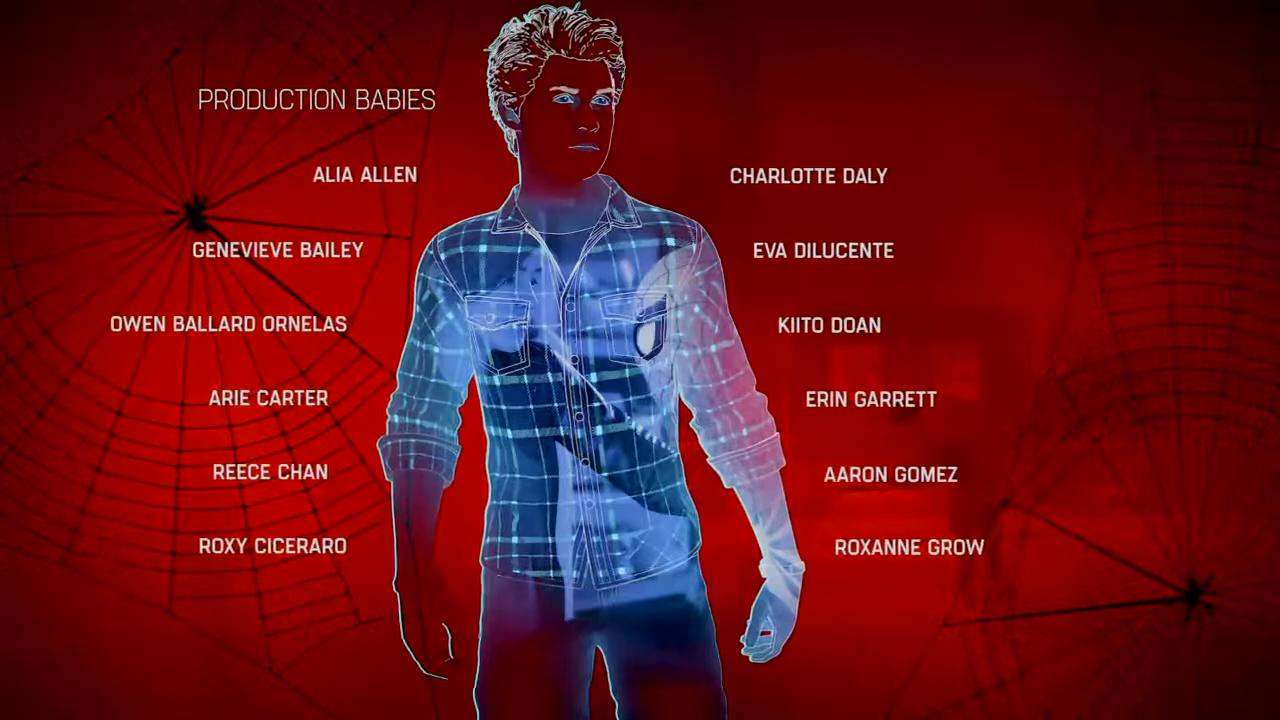 PRODUCTION BABIES
ALIA ALLEN
GENEVIEVE BAILEY
OWEN BALLARD ORNELAS
ARIE CARTER
REECE CHAN
ROXY CICERARO
CHARLOTTE DALY
EVA DILUCENTE
KIITO DOAN
ERIN GARRETT
AARON GOMEZ
ROXANNE GROW